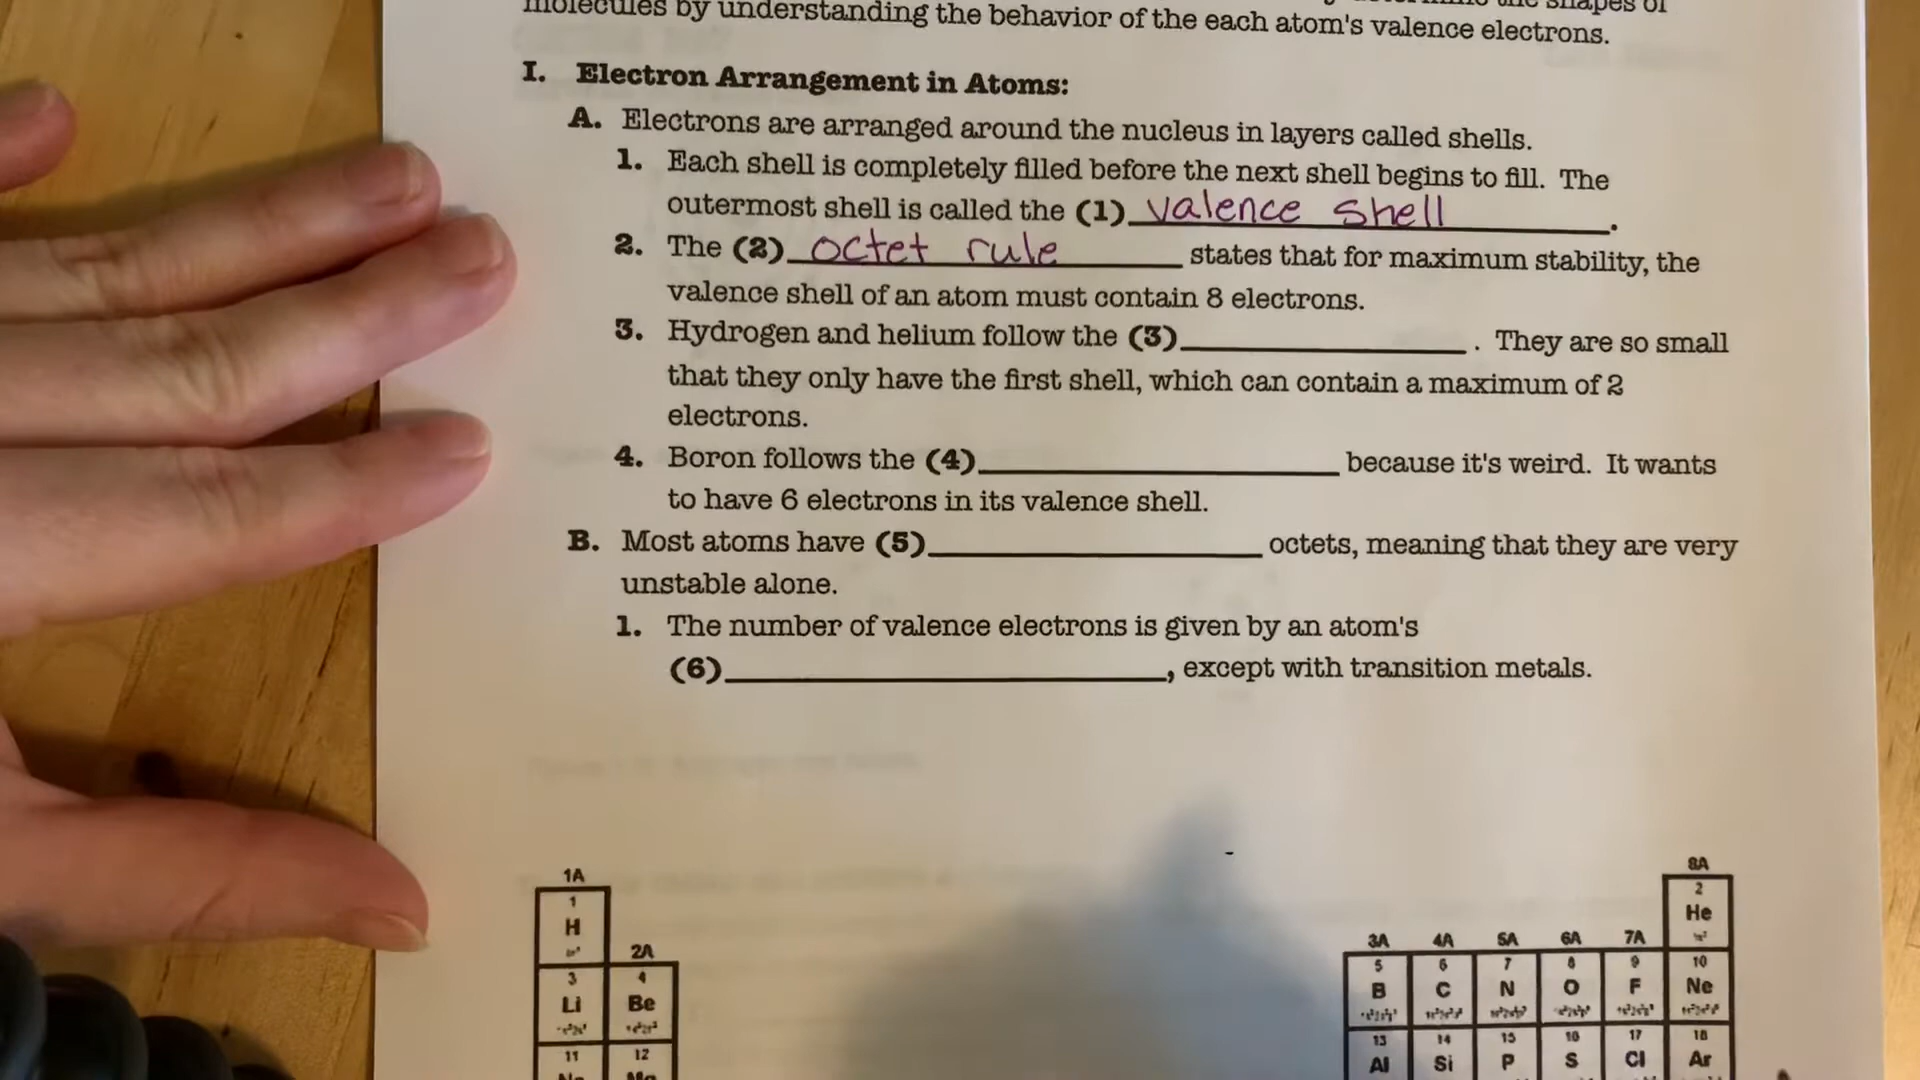 molecules by understanding the behavior of the each atom's valence electrons.
I. Electron Arrangement in Atoms:
A. Electrons are arranged around the nucleus in layers called shells.
1. Each shell is completely filled before the next shell begins to fill. The
outermost shell is called the (1) valence shell.
2. The (2) octet rule states that for maximum stability, the
valence shell of an atom must contain 8 electrons.
3. Hydrogen and helium follow the (3)____________. They are so small
that they only have the first shell, which can contain a maximum of 2
electrons.
4. Boron follows the (4)____________ because it's weird. It wants
to have 6 electrons in its valence shell.
B. Most atoms have (5)____________ octets, meaning that they are very
unstable alone.
1. The number of valence electrons is given by an atom's
(6)____________, except with transition metals.
1A 8A
1 2
H He
2A 3A 4A 5A 6A 7A
3 4 5 6 7 8 9 10
Li Be B C N O F Ne
11 12 13 14 15 16 17 18
Al Si P S Cl Ar